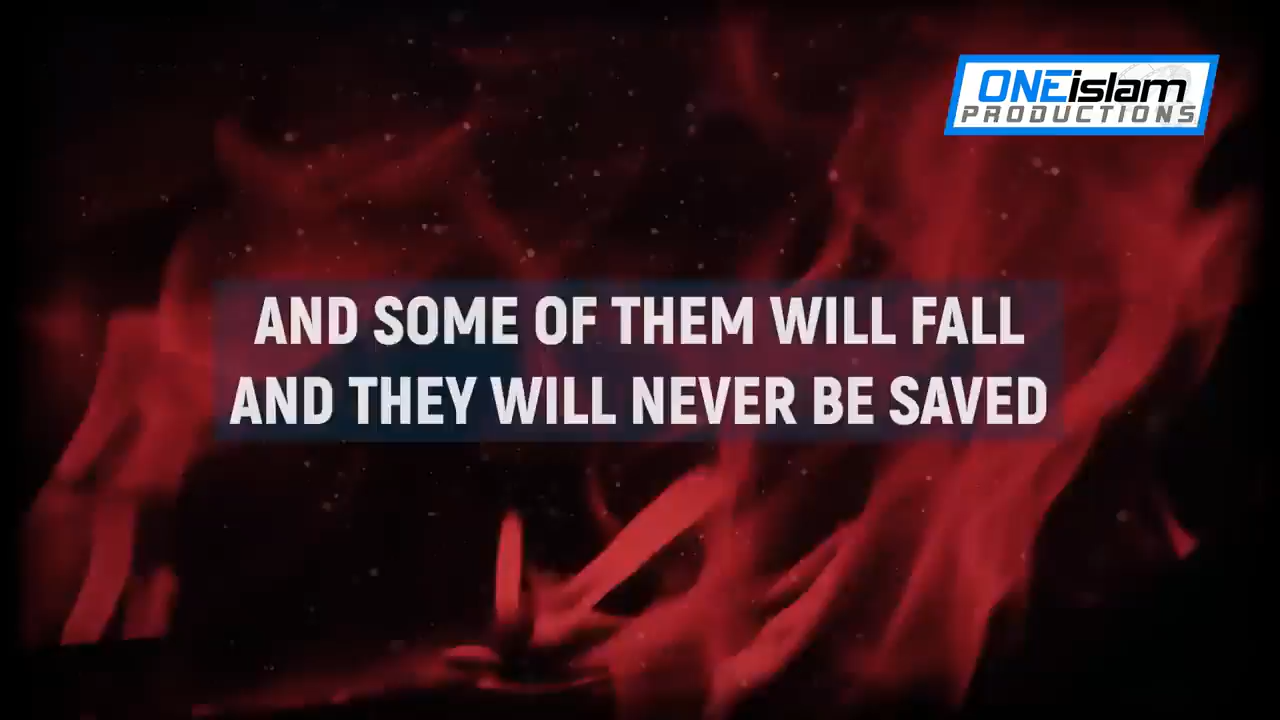 ONEislam
PRODUCTIONS
AND SOME OF THEM WILL FALL
AND THEY WILL NEVER BE SAVED